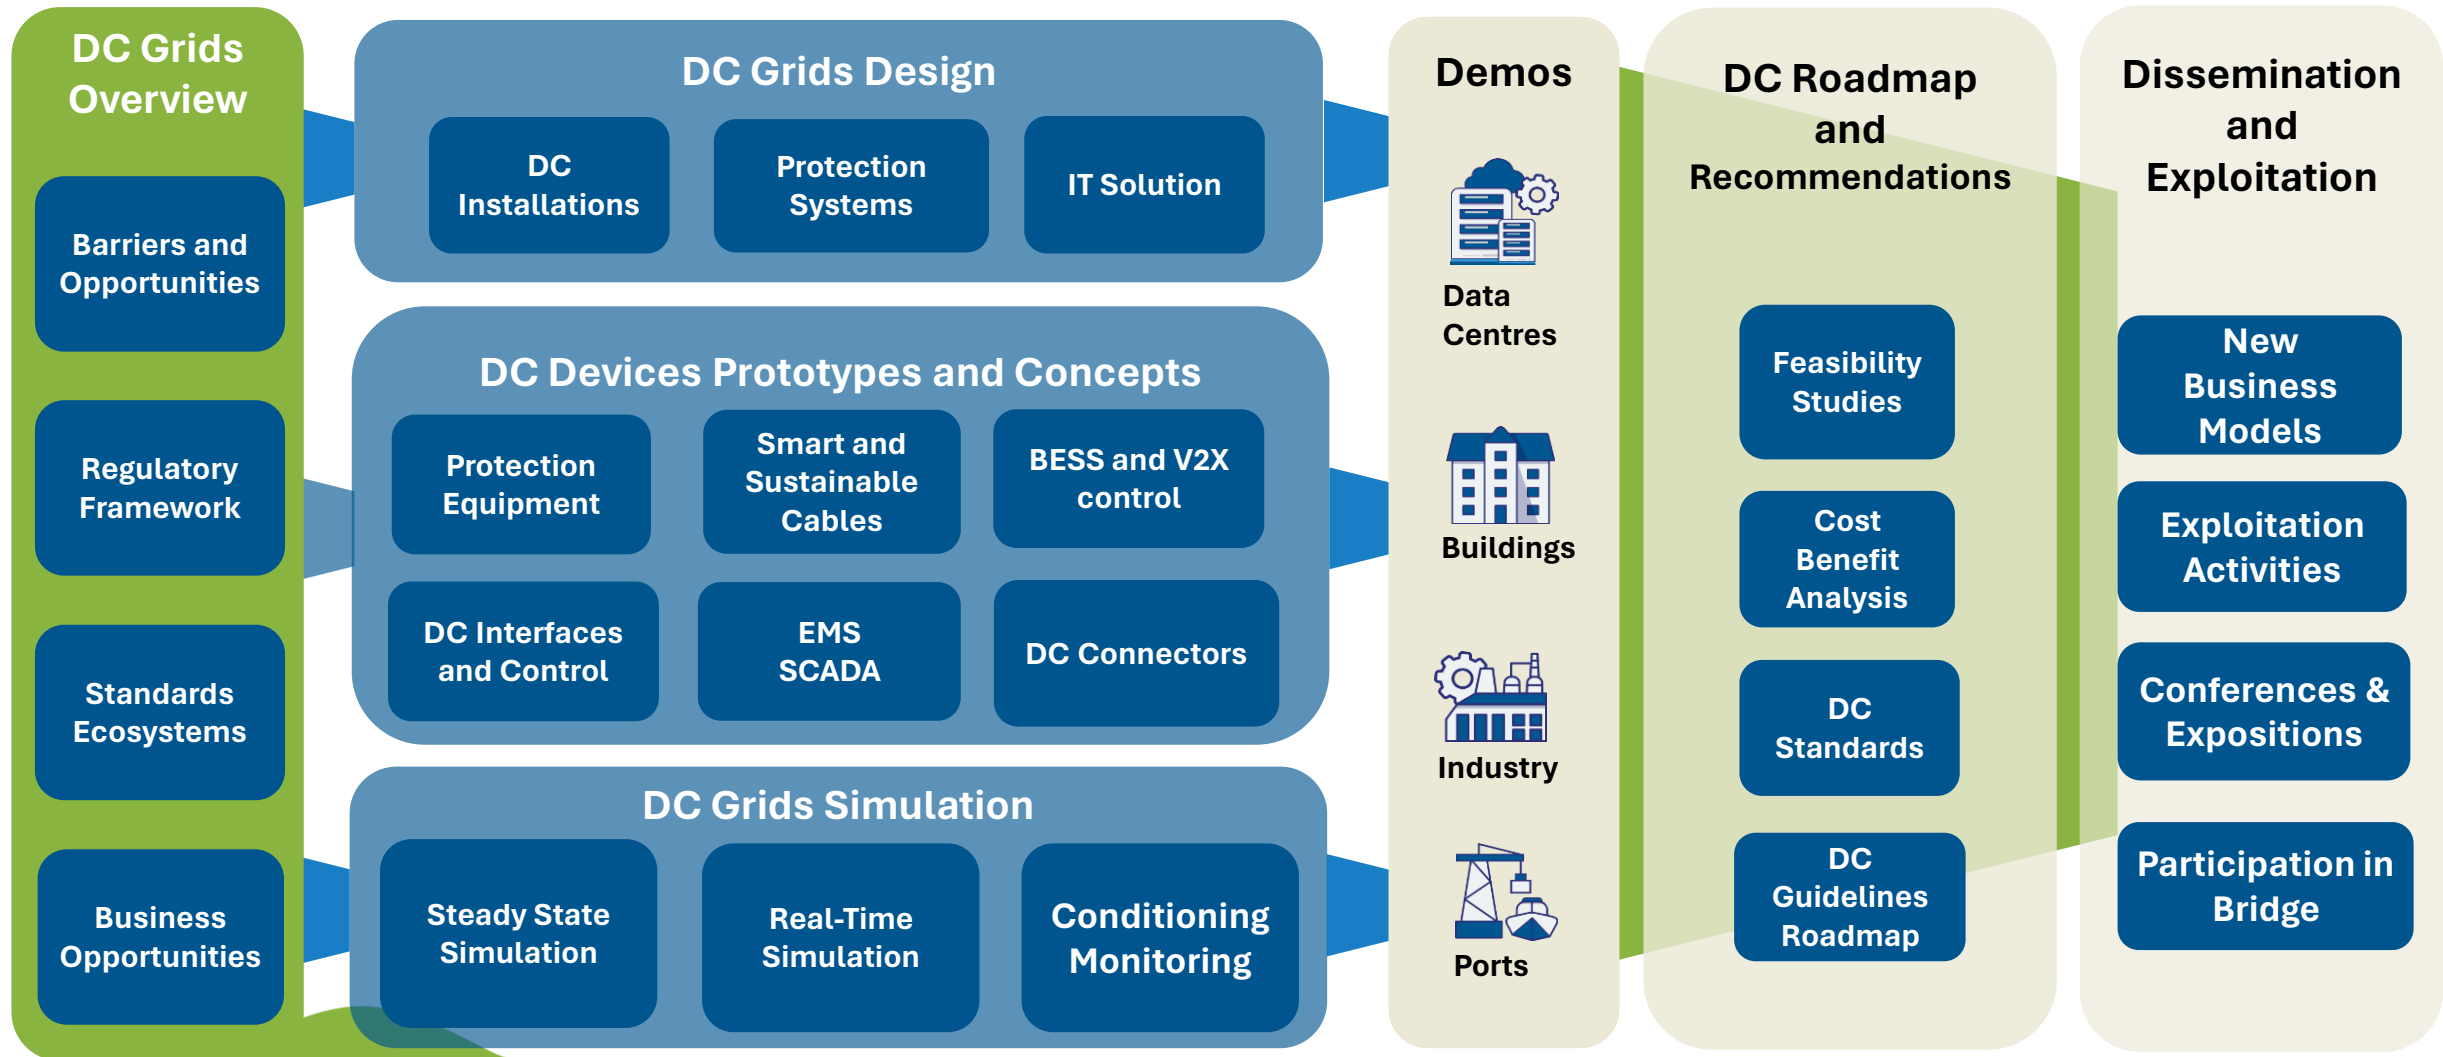 DC Grids
Overview
Barriers and
Opportunities
Regulatory
Framework
Standards
Ecosystems
Business
Opportunities
DC Grids Design
DC
Installations
Protection
Systems
IT Solution
DC Devices Prototypes and Concepts
Protection
Equipment
Smart and
Sustainable
Cables
BESS and V2X
control
DC Interfaces
and Control
EMS
SCADA
DC Connectors
DC Grids Simulation
Steady State
Simulation
Real-Time
Simulation
Conditioning
Monitoring
Demos
Data
Centres
Buildings
Industry
Ports
DC Roadmap
and
Recommendations
Feasibility
Studies
Cost
Benefit
Analysis
DC
Standards
DC
Guidelines
Roadmap
Dissemination
and
Exploitation
New
Business
Models
Exploitation
Activities
Conferences &
Expositions
Participation in
Bridge